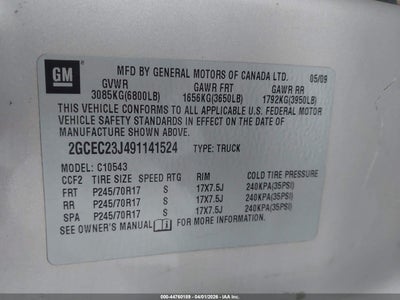 GM
MFD BY GENERAL MOTORS OF CANADA LTD. 05/09
GVWR GAWR FRT GAWR RR
3085KG(6800LB) 1656KG(3650LB) 1792KG(3950LB)
THIS VEHICLE CONFORMS TO ALL APPLICABLE U.S. FEDERAL MOTOR
VEHICLE SAFETY STANDARDS IN EFFECT ON THE DATE OF
MANUFACTURE SHOWN ABOVE.
2GCEC23J491141524 TYPE: TRUCK
MODEL: C10543
CCF2 TIRE SIZE SPEED RTG RIM COLD TIRE PRESSURE
FRT P245/70R17 S 17X7.5J 240KPA(35PSI)
RR P245/70R17 S 17X7.5J 240KPA(35PSI)
SPA P245/70R17 S 17X7.5J 240KPA(35PSI)
SEE OWNER'S MANUAL FOR MORE INFORMATION.
000-44760159 - 04/01/2026 - 000